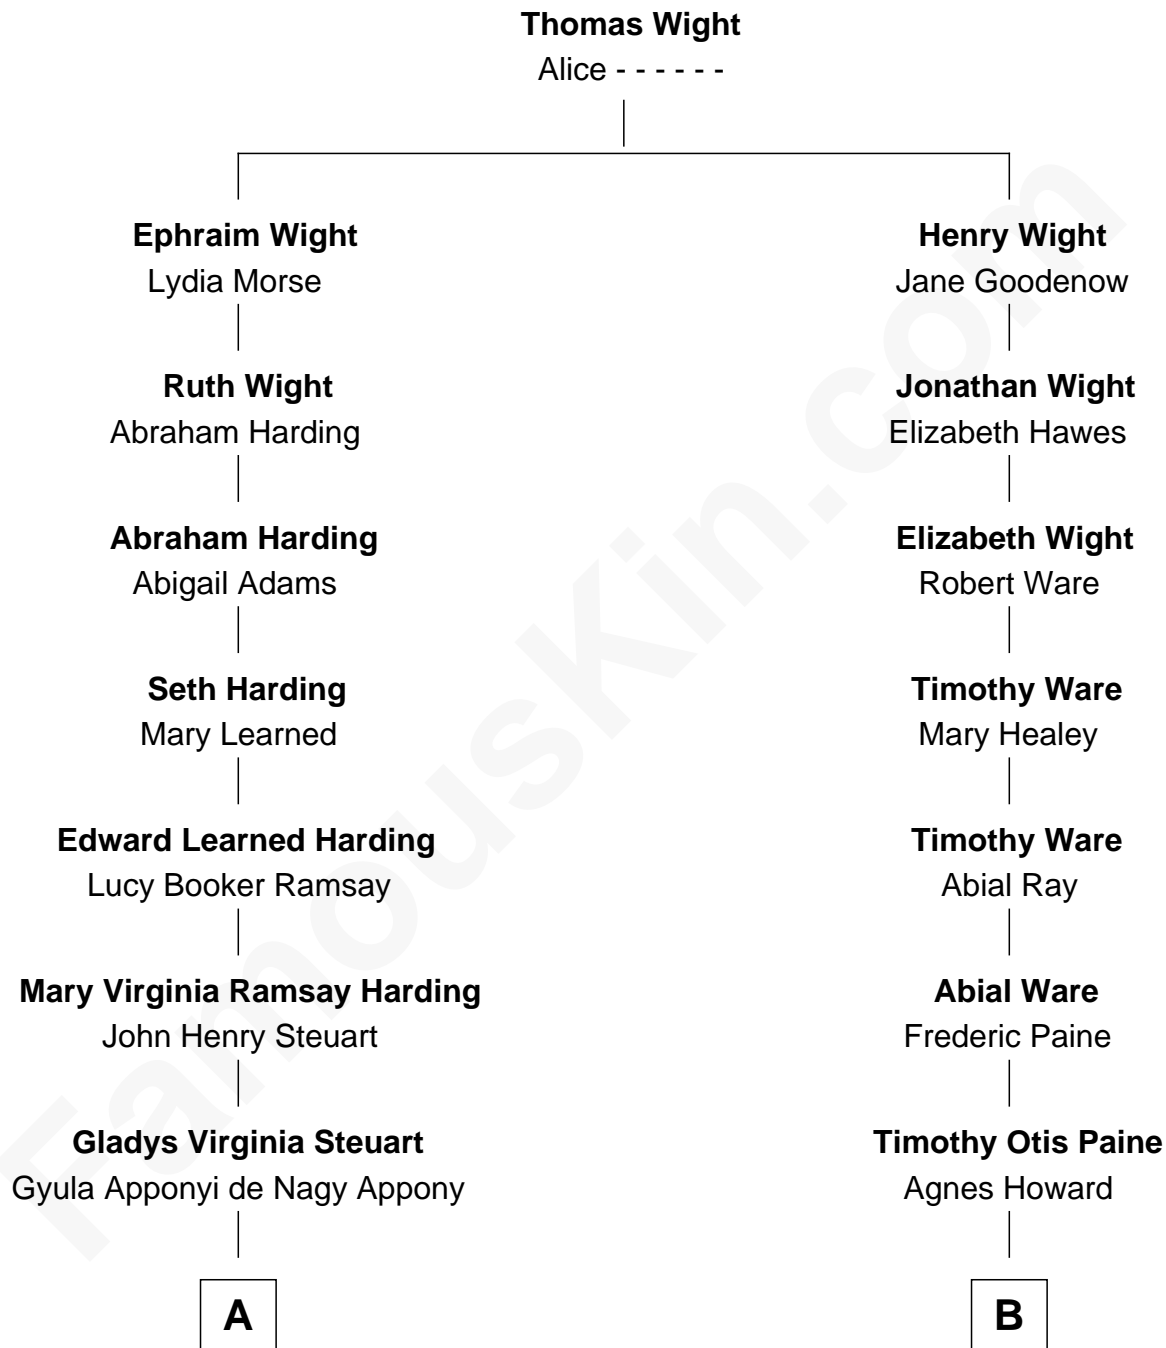 Thomas Wight
Alice - - - - - -
Ephraim Wight
Lydia Morse
Henry Wight
Jane Goodenow
Ruth Wight
Abraham Harding
Jonathan Wight
Elizabeth Hawes
Abraham Harding
Abigail Adams
Elizabeth Wight
Robert Ware
Seth Harding
Mary Learned
Timothy Ware
Mary Healey
Edward Learned Harding
Lucy Booker Ramsay
Timothy Ware
Abial Ray
Mary Virginia Ramsay Harding
John Henry Steuart
Abial Ware
Frederic Paine
Gladys Virginia Steuart
Gyula Apponyi de Nagy Appony
Timothy Otis Paine
Agnes Howard
A
B
FamousKin.com